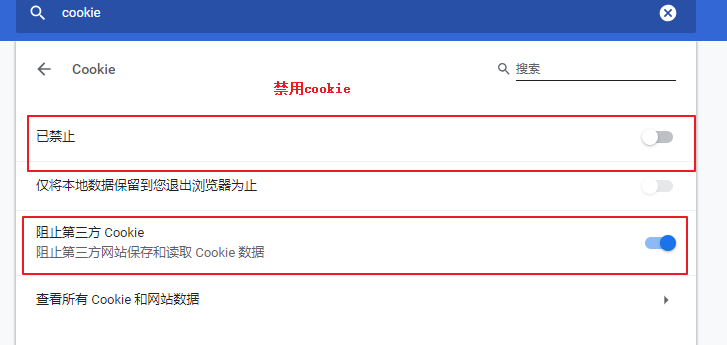 cookie
Cookie
搜索
禁用cookie
已禁止
仅将本地数据保留到您退出浏览器为止
阻止第三方 Cookie
阻止第三方网站保存和读取 Cookie 数据
查看所有 Cookie 和网站数据